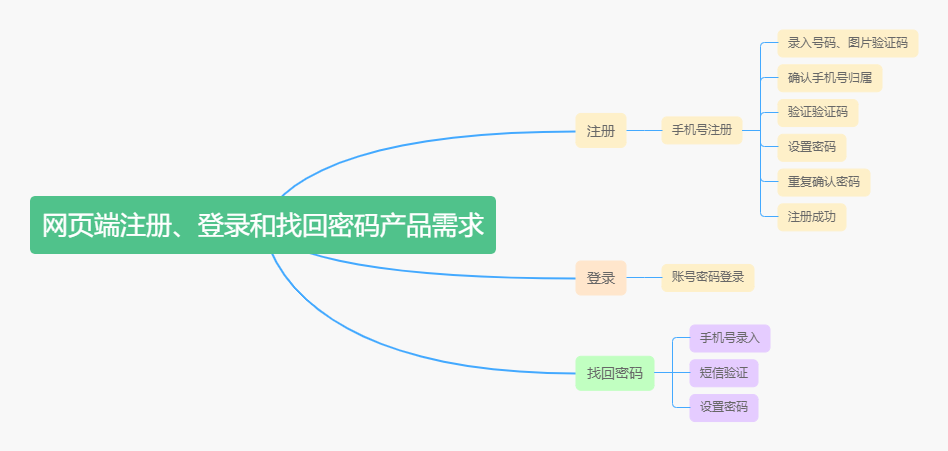 网页端注册、登录和找回密码产品需求
注册
手机号注册
录入号码、图片验证码
确认手机号归属
验证验证码
设置密码
重复确认密码
注册成功
登录
账号密码登录
找回密码
手机号录入
短信验证
设置密码